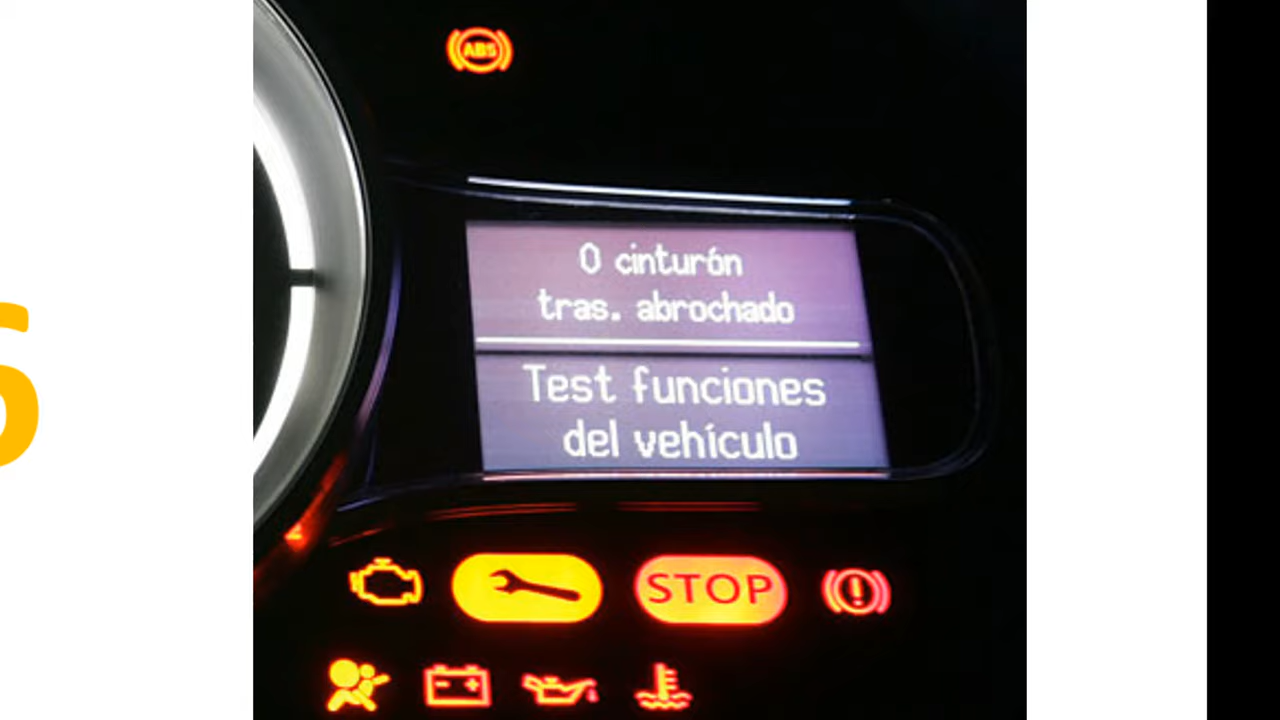 ABS
0 cinturón
tras. abrochado
Test funciones
del vehículo
STOP